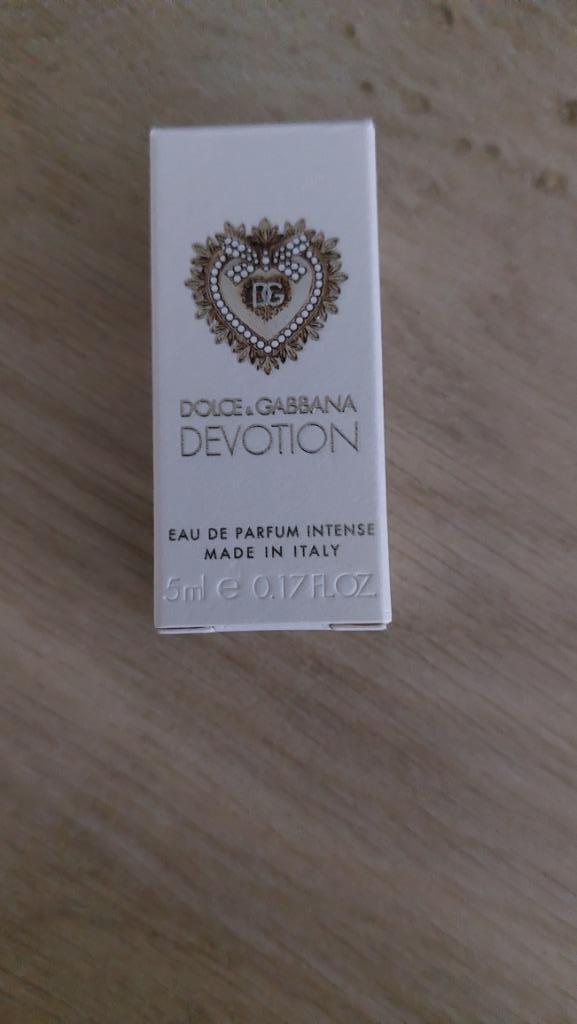 DG
DOLCE & GABBANA
DEVOTION
EAU DE PARFUM INTENSE
MADE IN ITALY
5ml e 0.17 FL.OZ.